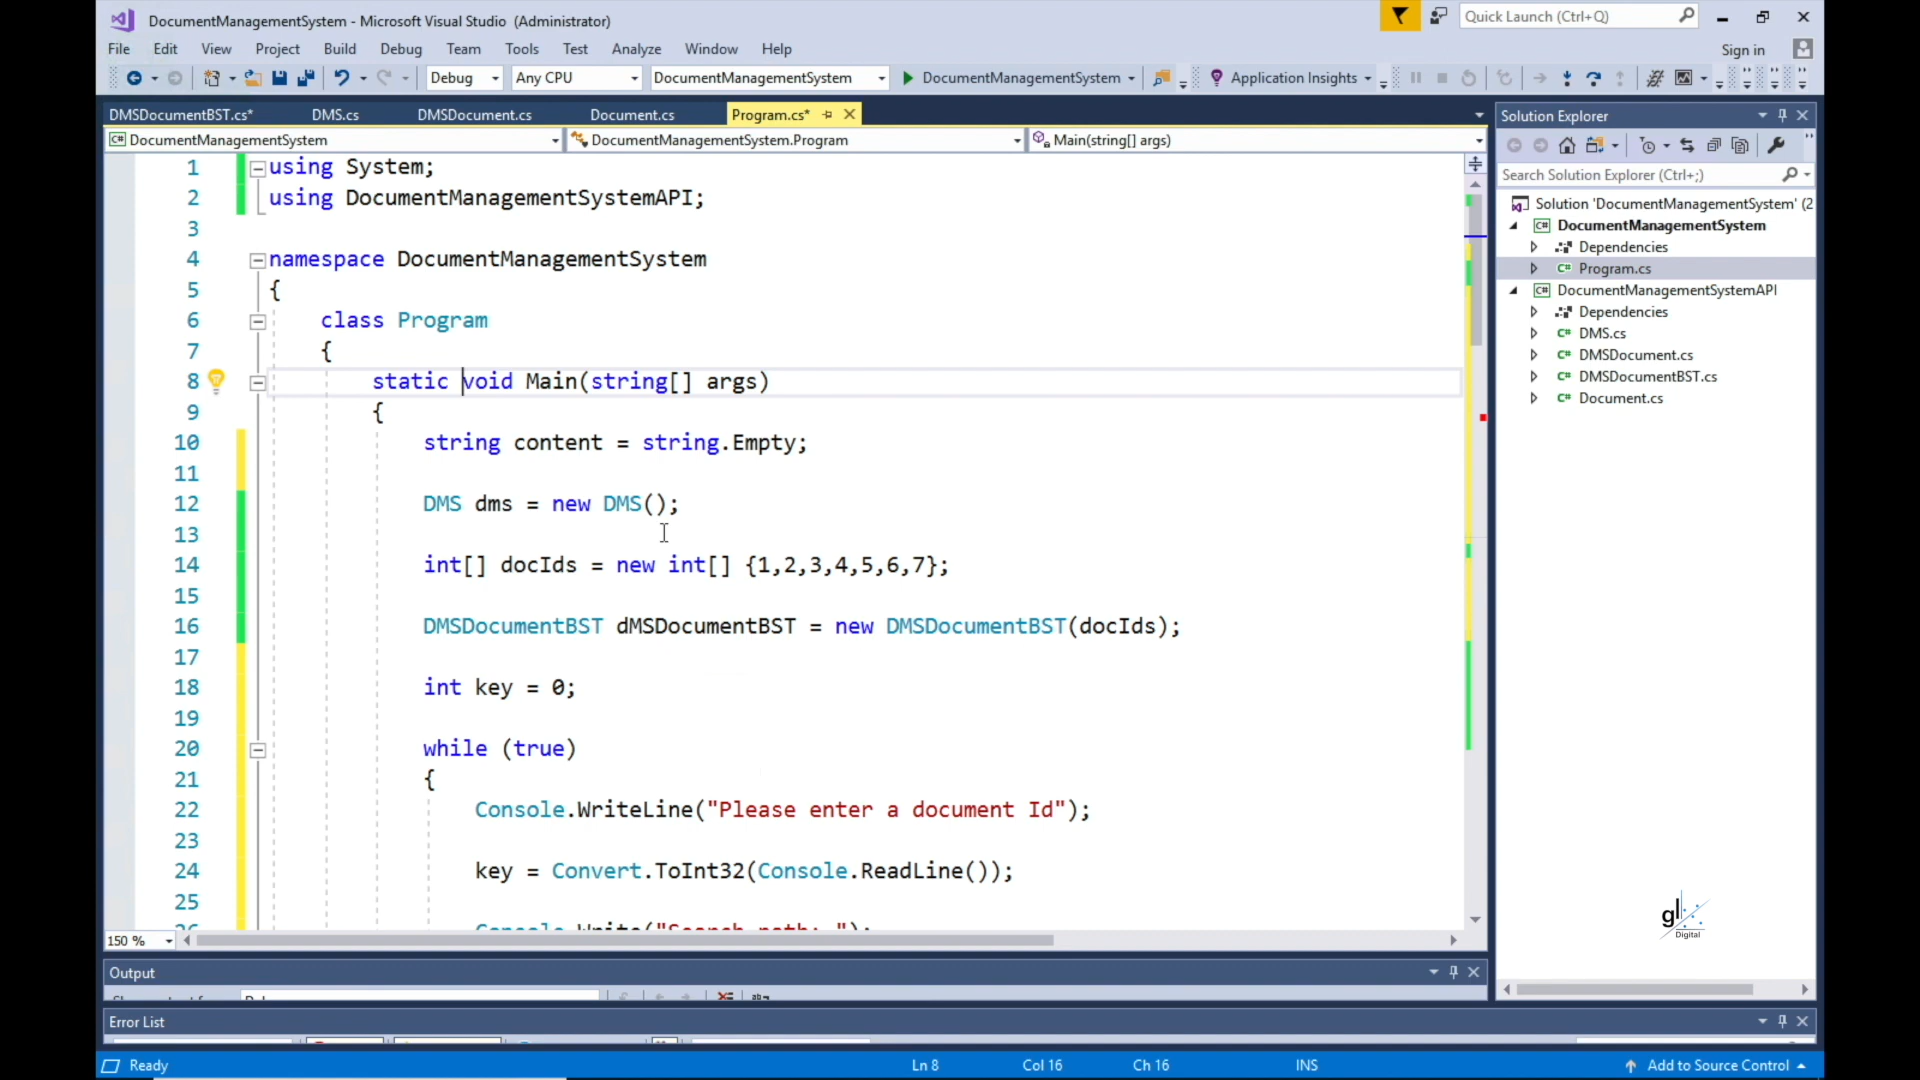 DocumentManagementSystem - Microsoft Visual Studio (Administrator)
Quick Launch (Ctrl+Q)
File Edit View Project Build Debug Team Tools Test Analyze Window Help
Sign in
Debug Any CPU DocumentManagementSystem DocumentManagementSystem Application Insights
DMSDocumentBST.cs* DMS.cs DMSDocument.cs Document.cs Program.cs*
DocumentManagementSystem DocumentManagementSystem.Program Main(string[] args)
1 using System;
2 using DocumentManagementSystemAPI;
3
4 namespace DocumentManagementSystem
5 {
6 class Program
7 {
8 static void Main(string[] args)
9 {
10 string content = string.Empty;
11
12 DMS dms = new DMS();
13
14 int[] docIds = new int[] {1,2,3,4,5,6,7};
15
16 DMSDocumentBST dMSDocumentBST = new DMSDocumentBST(docIds);
17
18 int key = 0;
19
20 while (true)
21 {
22 Console.WriteLine("Please enter a document Id");
23
24 key = Convert.ToInt32(Console.ReadLine());
25
26 Console.Write("Search path: ");
150 %
Output
Error List
Ready Ln 8 Col 16 Ch 16 INS Add to Source Control
Solution Explorer
Search Solution Explorer (Ctrl+;)
Solution 'DocumentManagementSystem' (2
C# DocumentManagementSystem
Dependencies
C# Program.cs
C# DocumentManagementSystemAPI
Dependencies
C# DMS.cs
C# DMSDocument.cs
C# DMSDocumentBST.cs
C# Document.cs
gl
Digital